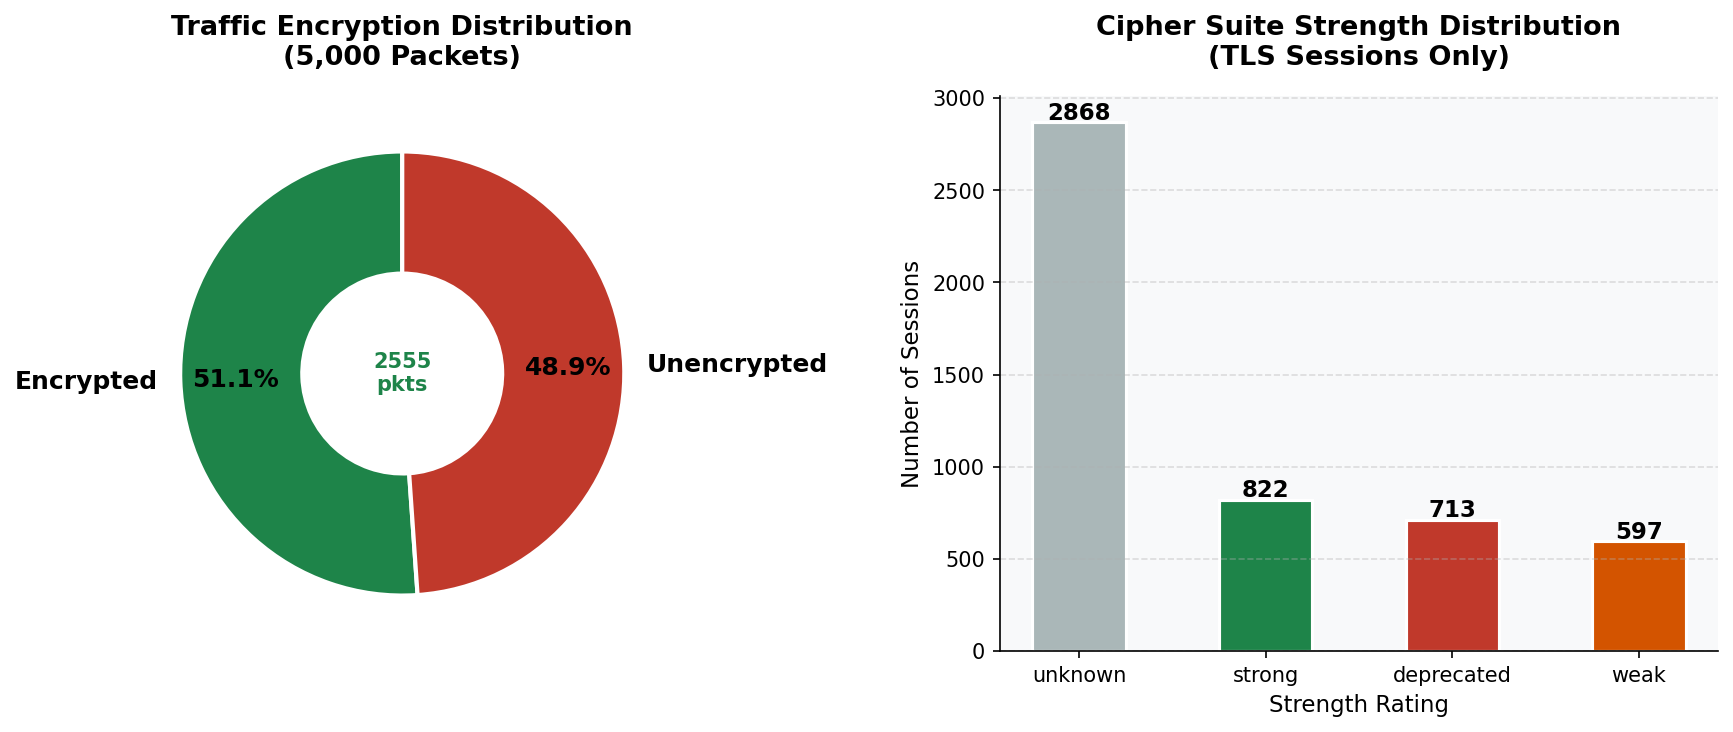 Traffic Encryption Distribution
(5,000 Packets)
Encrypted
51.1%
2555
pkts
48.9%
Unencrypted
Cipher Suite Strength Distribution
(TLS Sessions Only)
Number of Sessions
3000
2500
2000
1500
1000
500
0
2868
822
713
597
unknown
strong
deprecated
weak
Strength Rating